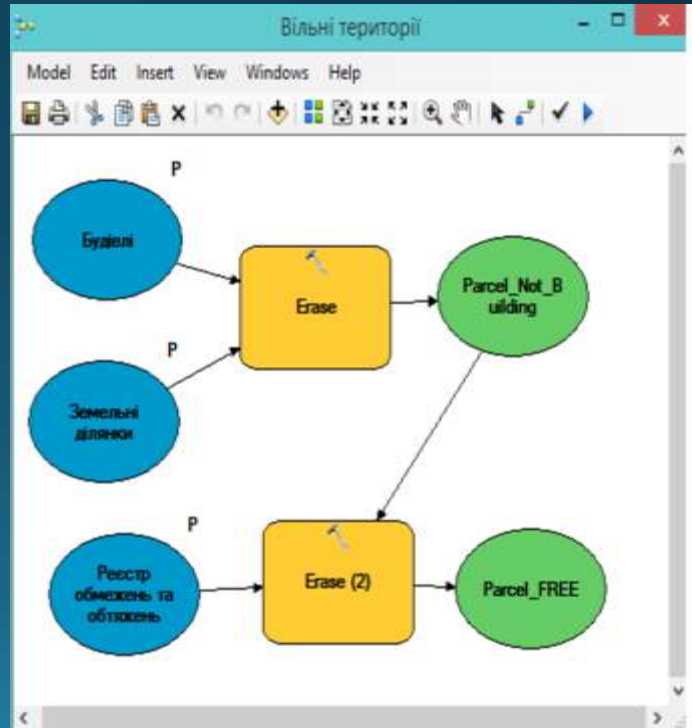 Вільні території
Model Edit Insert View Windows Help
P
Будівлі
Erase
Parcel_Not_B
uilding
P
Земельні
ділянки
P
Реєстр
обмежень та
обтяжень
Erase (2)
Parcel_FREE